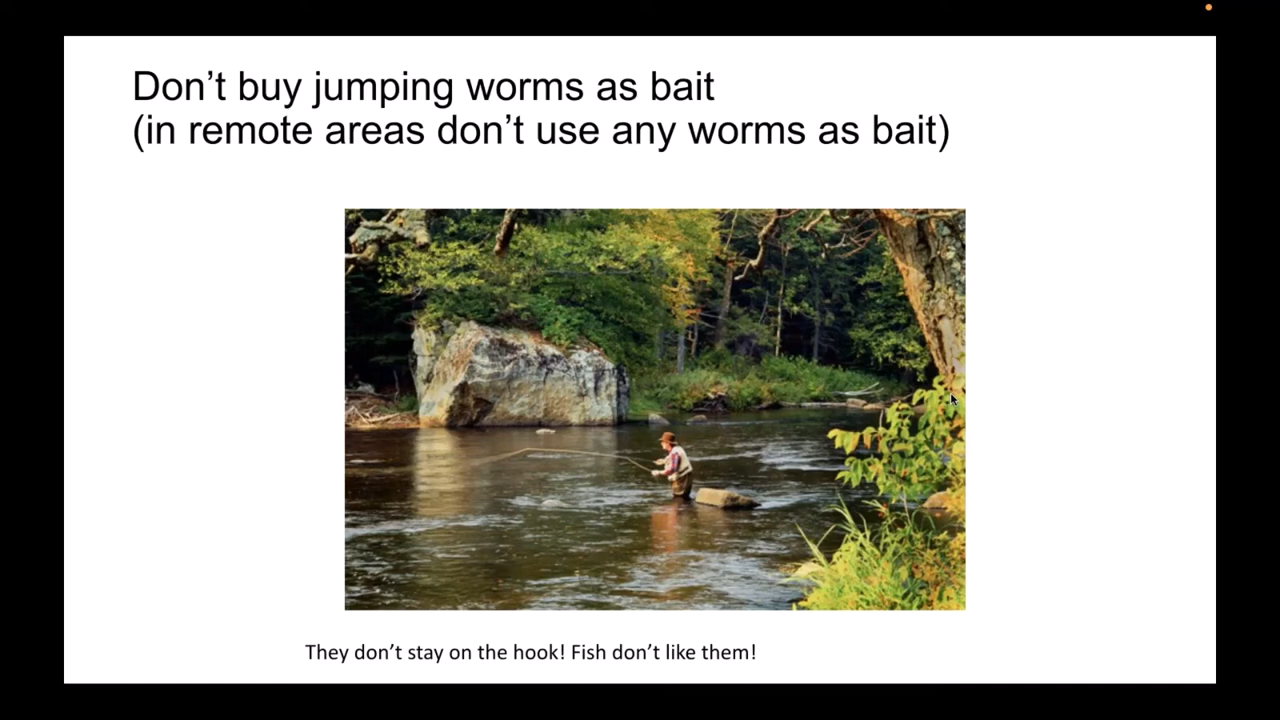 Don’t buy jumping worms as bait
(in remote areas don’t use any worms as bait)
They don’t stay on the hook! Fish don’t like them!